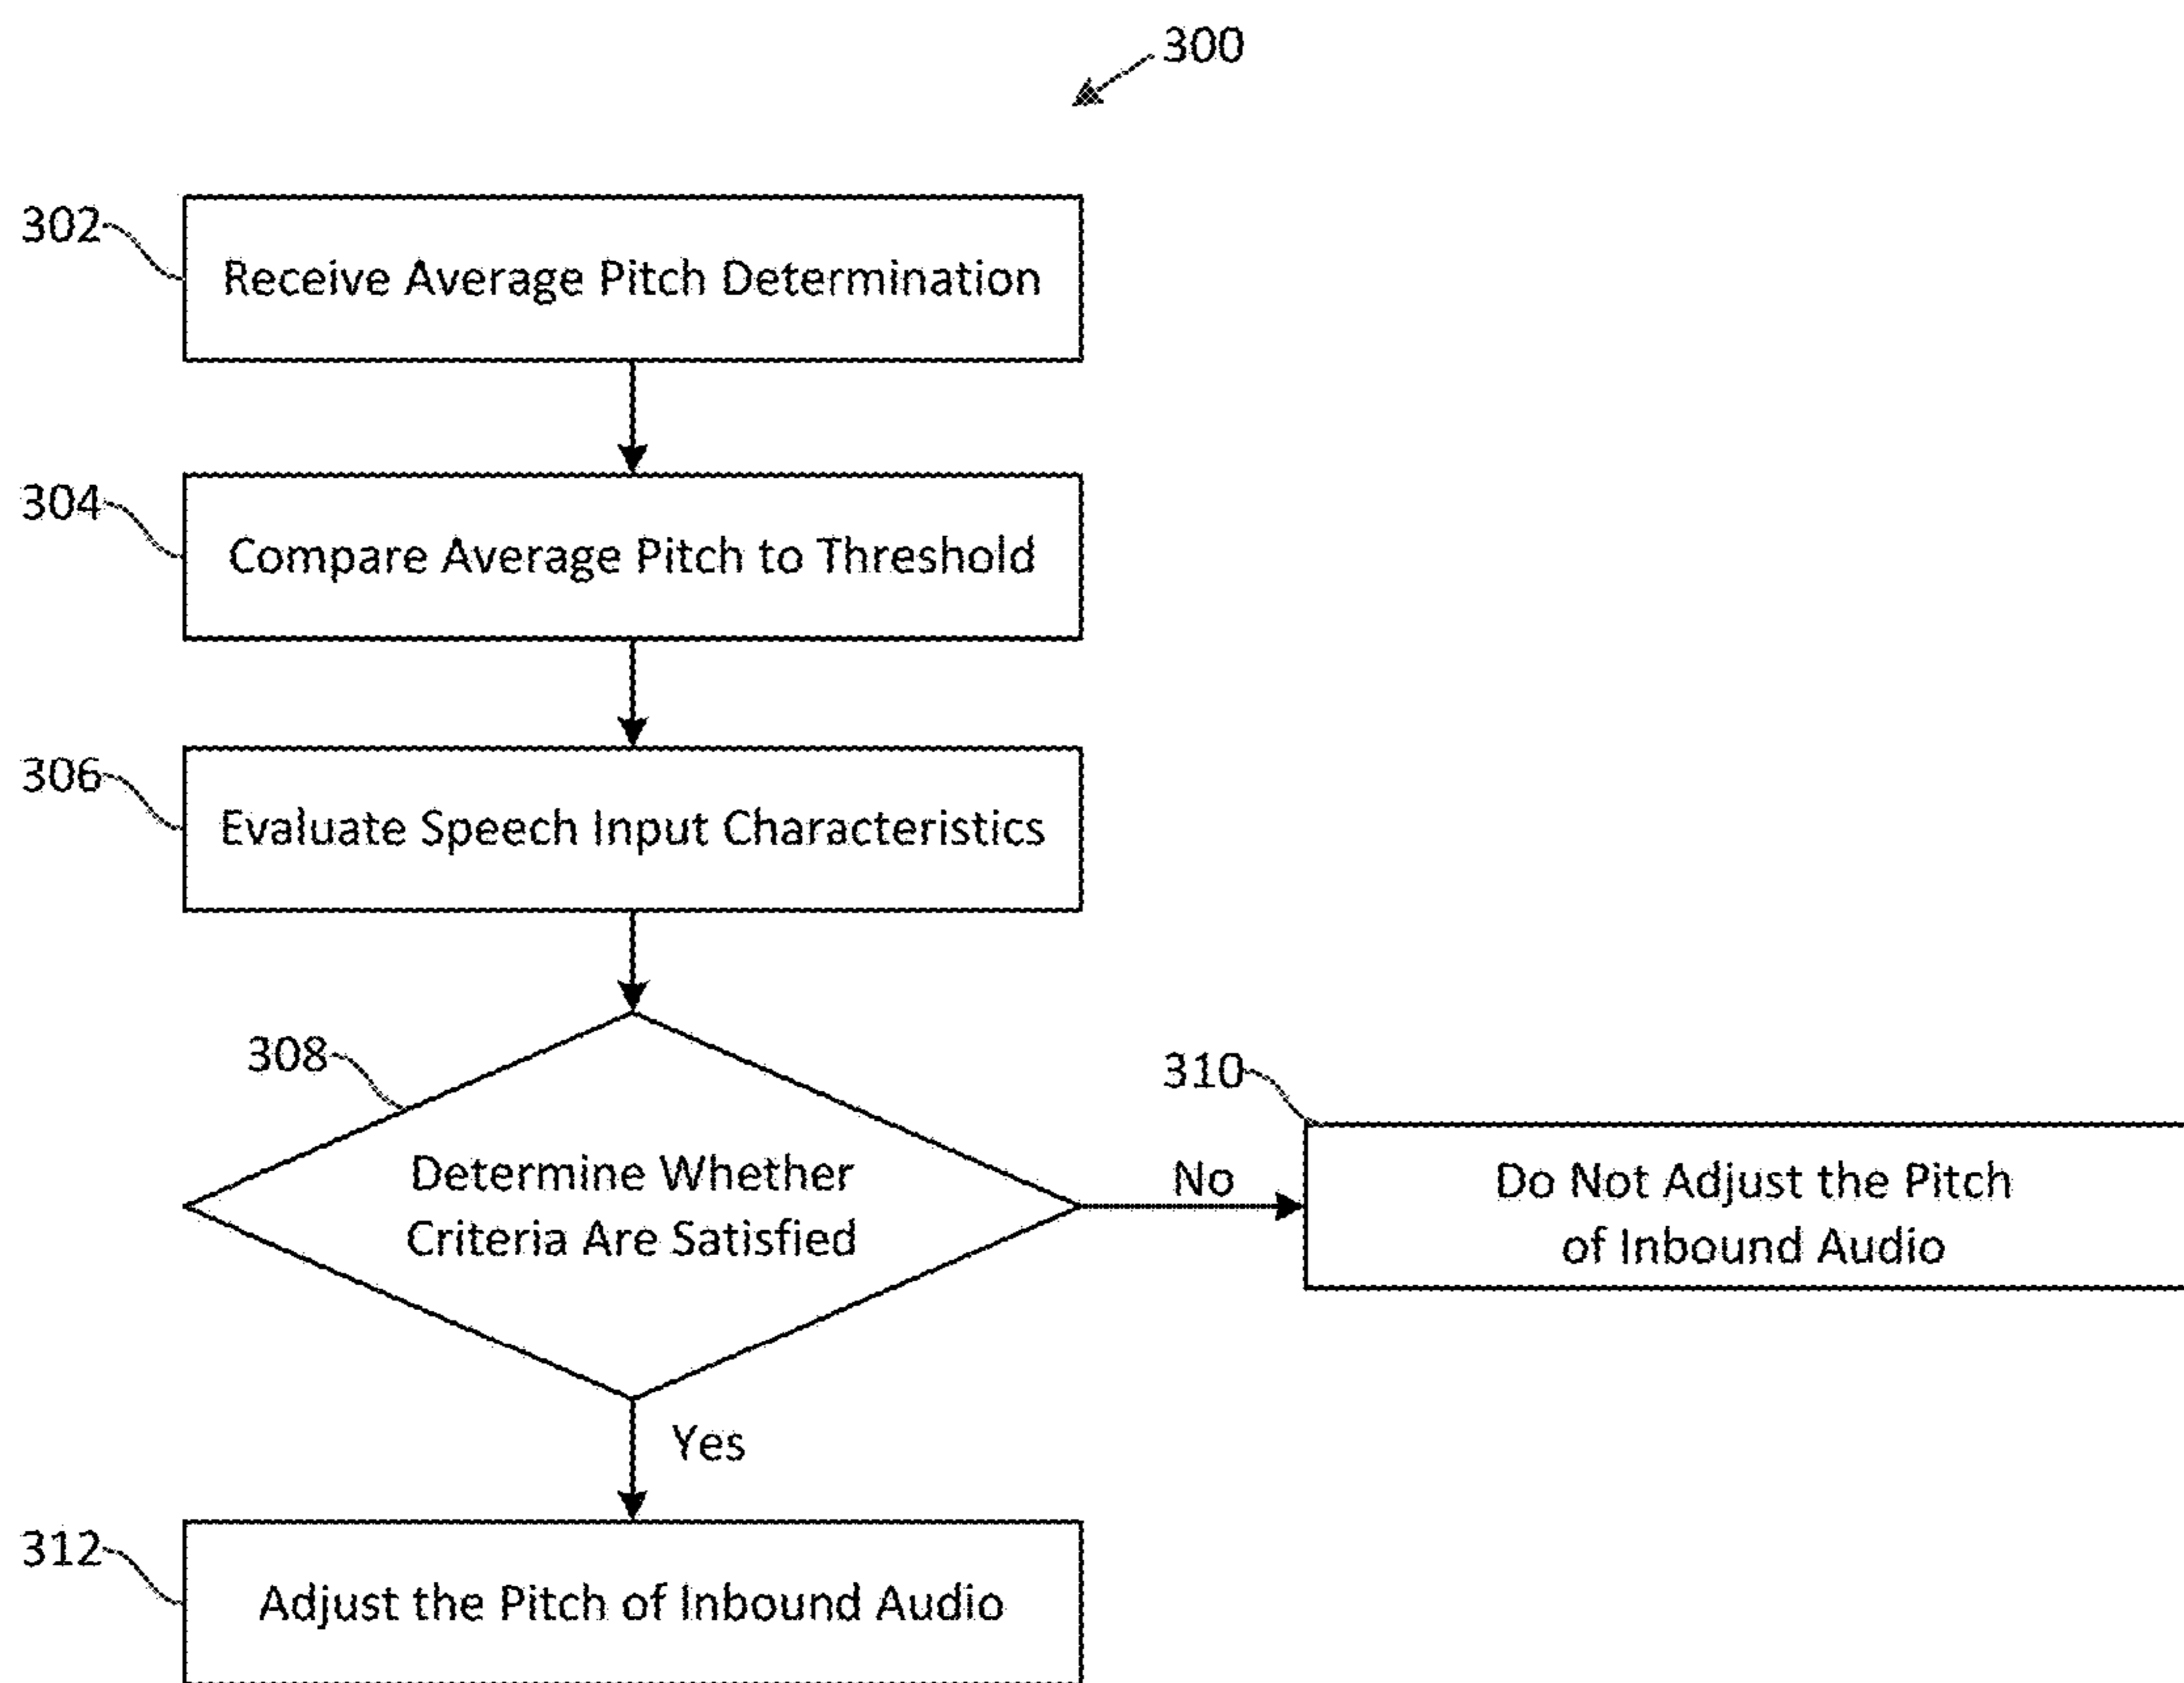 300
302
Receive Average Pitch Determination
304
Compare Average Pitch to Threshold
306
Evaluate Speech Input Characteristics
308
Determine Whether
Criteria Are Satisfied
No
310
Do Not Adjust the Pitch
of Inbound Audio
Yes
312
Adjust the Pitch of Inbound Audio